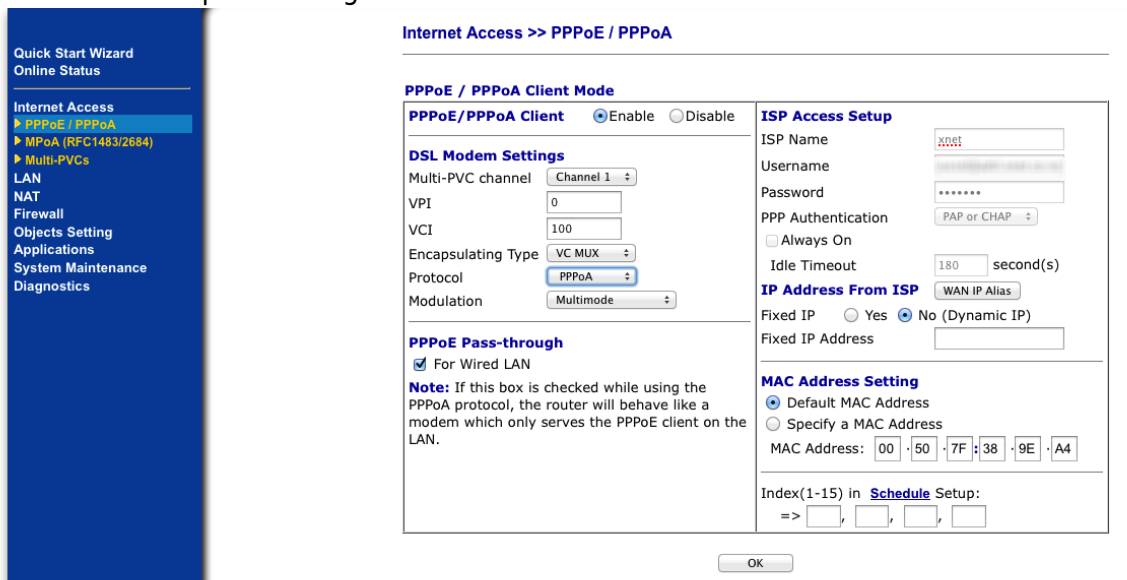 Quick Start Wizard
Online Status
Internet Access
PPPoE / PPPoA
MPoA (RFC1483/2684)
Multi-PVCs
LAN
NAT
Firewall
Objects Setting
Applications
System Maintenance
Diagnostics
Internet Access >> PPPoE / PPPoA
PPPoE / PPPoA Client Mode
PPPoE/PPPoA Client Enable Disable
DSL Modem Settings
Multi-PVC channel Channel 1
VPI 0
VCI 100
Encapsulating Type VC MUX
Protocol PPPoA
Modulation Multimode
PPPoE Pass-through
For Wired LAN
Note: If this box is checked while using the
PPPoA protocol, the router will behave like a
modem which only serves the PPPoE client on the
LAN.
ISP Access Setup
ISP Name xnet
Username
Password •••••••
PPP Authentication PAP or CHAP
Always On
Idle Timeout 180 second(s)
IP Address From ISP WAN IP Alias
Fixed IP Yes No (Dynamic IP)
Fixed IP Address
MAC Address Setting
Default MAC Address
Specify a MAC Address
MAC Address: 00 · 50 · 7F : 38 · 9E · A4
Index(1-15) in Schedule Setup:
=> , , ,
OK